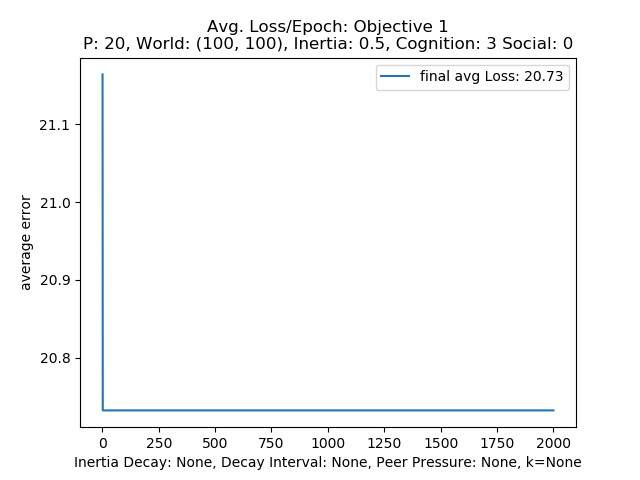 Avg. Loss/Epoch: Objective 1
P: 20, World: (100, 100), Inertia: 0.5, Cognition: 3 Social: 0
final avg Loss: 20.73
average error
21.1
21.0
20.9
20.8
0 250 500 750 1000 1250 1500 1750 2000
Inertia Decay: None, Decay Interval: None, Peer Pressure: None, k=None